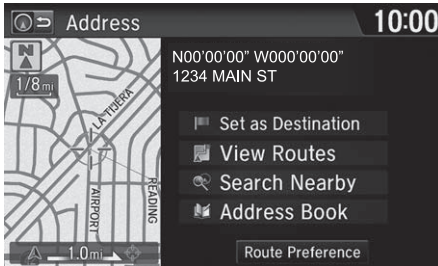 Address
10:00
N
1/8mi
LA TIJERA
AIRPORT
READING
1.0mi
N00'00'00" W000'00'00"
1234 MAIN ST
Set as Destination
View Routes
Search Nearby
Address Book
Route Preference